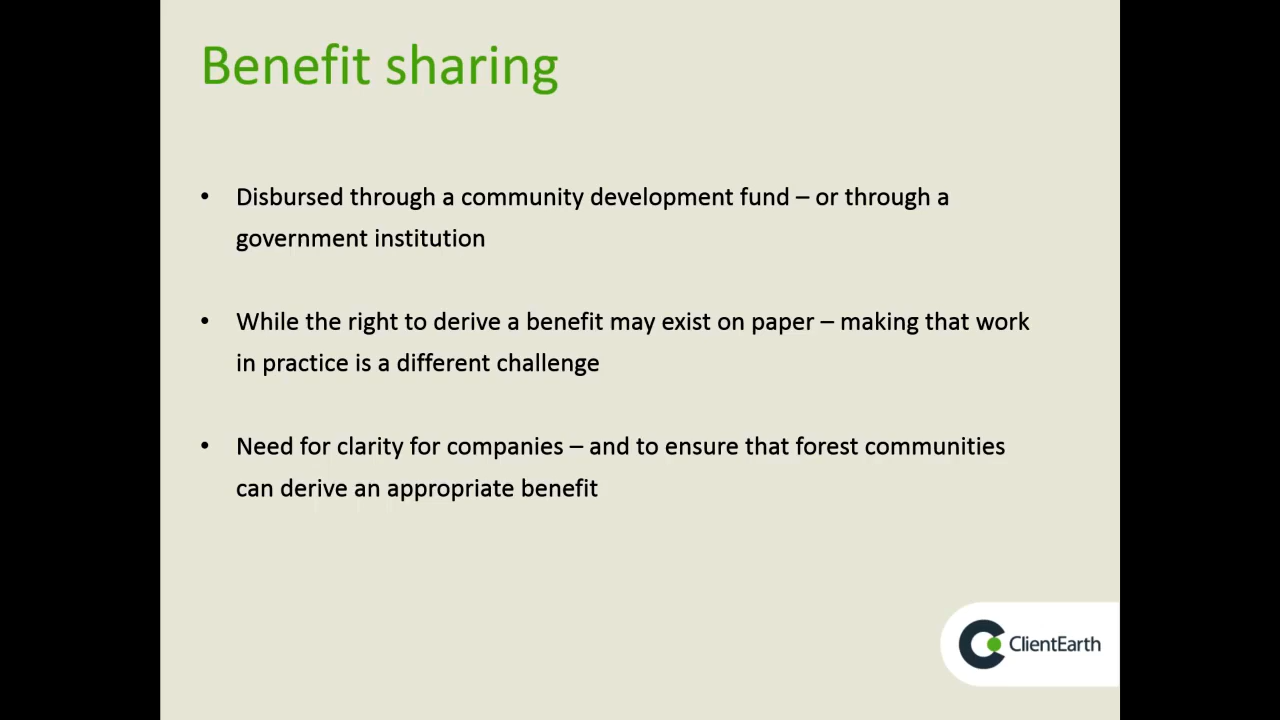 Benefit sharing
• Disbursed through a community development fund – or through a
government institution
• While the right to derive a benefit may exist on paper – making that work
in practice is a different challenge
• Need for clarity for companies – and to ensure that forest communities
can derive an appropriate benefit
ClientEarth